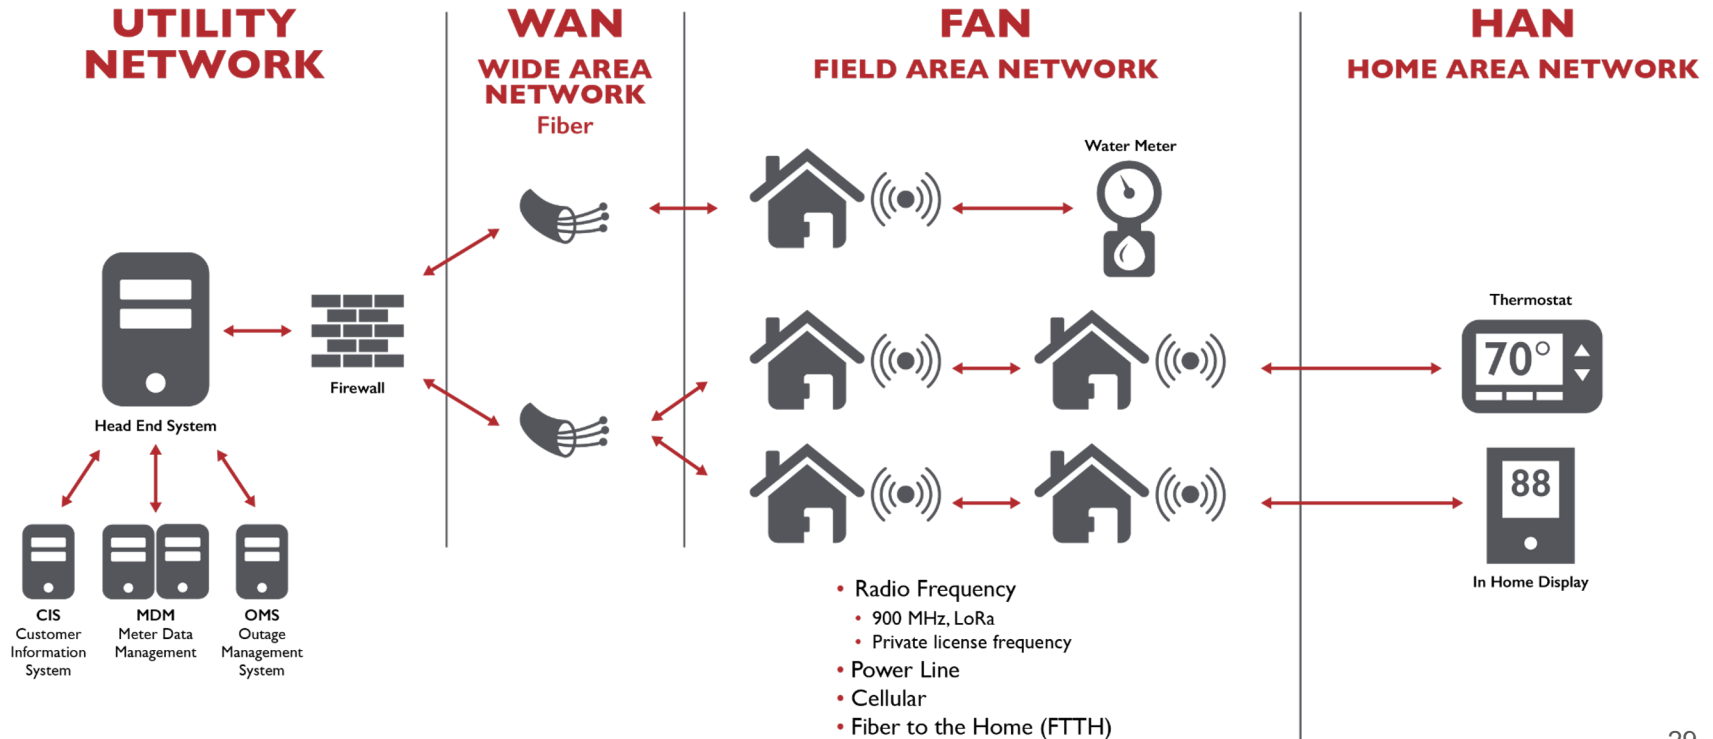 UTILITY
NETWORK
WAN
WIDE AREA
NETWORK
Fiber
FAN
FIELD AREA NETWORK
HAN
HOME AREA NETWORK
Water Meter
Thermostat
70°
Firewall
Head End System
88
In Home Display
CIS
Customer
Information
System
MDM
Meter Data
Management
OMS
Outage
Management
System
• Radio Frequency
• 900 MHz, LoRa
• Private license frequency
• Power Line
• Cellular
• Fiber to the Home (FTTH)